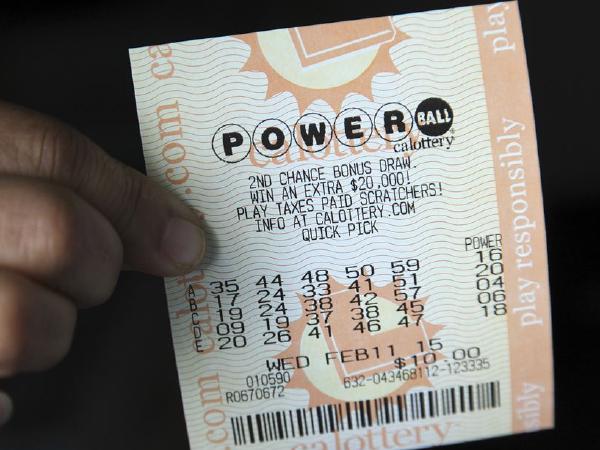 POWER BALL
calottery
2ND CHANCE BONUS DRAW.
WIN AN EXTRA $20,000!
PLAY TAXES PAID SCRATCHERS!
INFO AT CALOTTERY.COM
QUICK PICK
POWER
A 35 44 48 50 59 16
B 17 24 33 41 51 20
C 19 24 38 42 57 04
D 09 19 37 38 45 06
E 20 26 41 46 47 18
WED FEB11 15
$10.00
010590 632-043468112-123335
R0670672
play responsibly
calottery